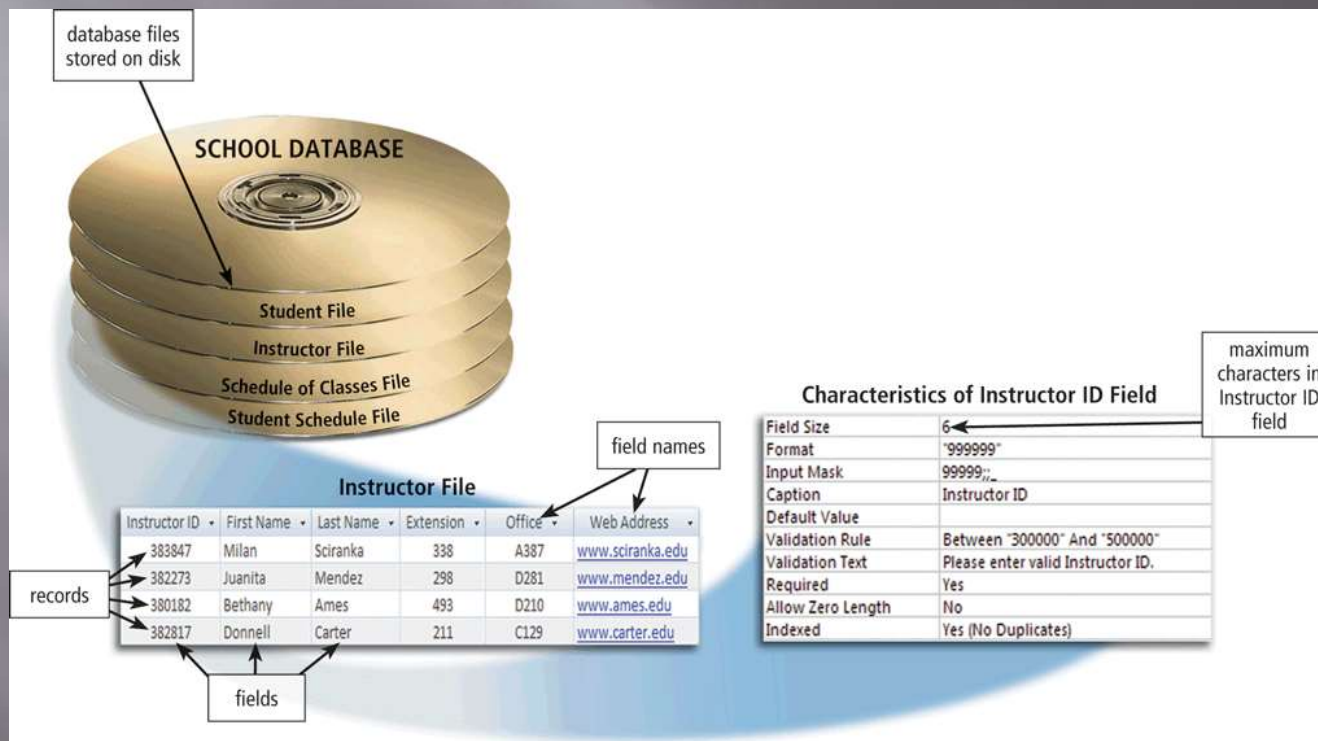 database files
stored on disk
SCHOOL DATABASE
Student File
Instructor File
Schedule of Classes File
Student Schedule File
field names
Instructor File
Instructor ID First Name Last Name Extension Office Web Address
383847 Milan Sciranka 338 A387 www.sciranka.edu
382273 Juanita Mendez 298 D281 www.mendez.edu
380182 Bethany Ames 493 D210 www.ames.edu
382817 Donnell Carter 211 C129 www.carter.edu
records
fields
maximum
characters in
Instructor ID
field
Characteristics of Instructor ID Field
Field Size 6
Format "999999"
Input Mask 99999;;_
Caption Instructor ID
Default Value
Validation Rule Between "300000" And "500000"
Validation Text Please enter valid Instructor ID.
Required Yes
Allow Zero Length No
Indexed Yes (No Duplicates)